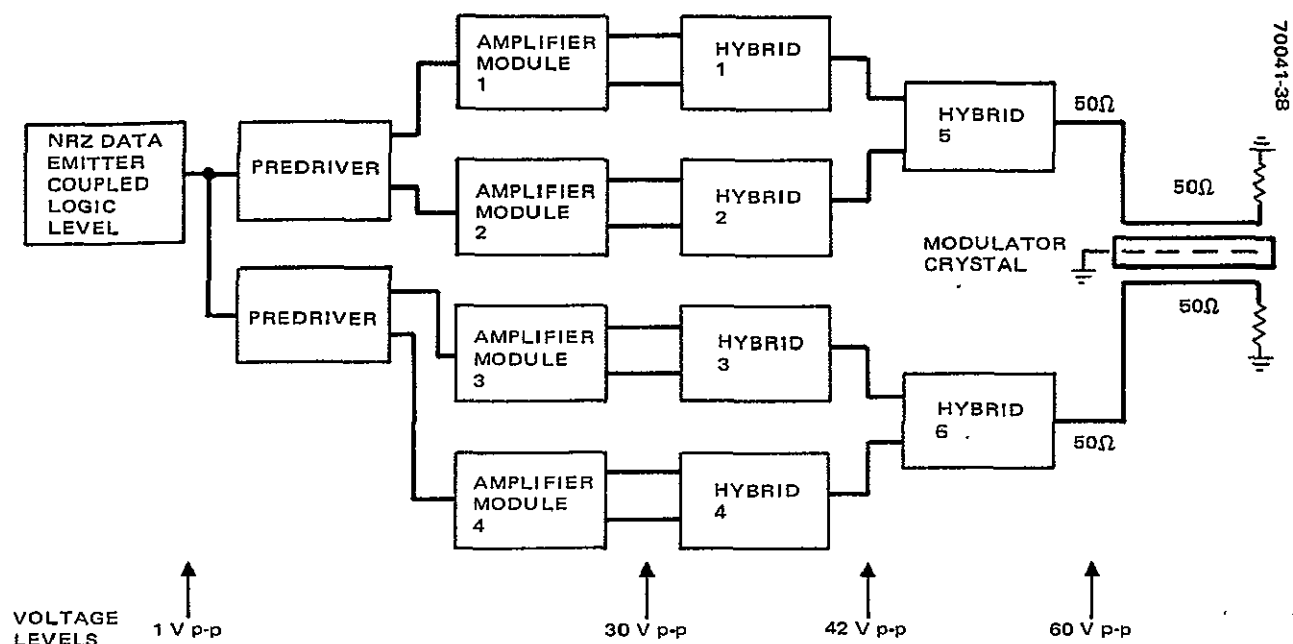 70041-38
NRZ DATA
EMITTER
COUPLED
LOGIC
LEVEL
PREDRIVER
PREDRIVER
AMPLIFIER
MODULE
1
AMPLIFIER
MODULE
2
AMPLIFIER
MODULE
3
AMPLIFIER
MODULE
4
HYBRID
1
HYBRID
2
HYBRID
3
HYBRID
4
HYBRID
5
HYBRID
6
50Ω
50Ω
MODULATOR
CRYSTAL
50Ω
50Ω
VOLTAGE
LEVELS
1 V p-p
30 V p-p
42 V p-p
60 V p-p